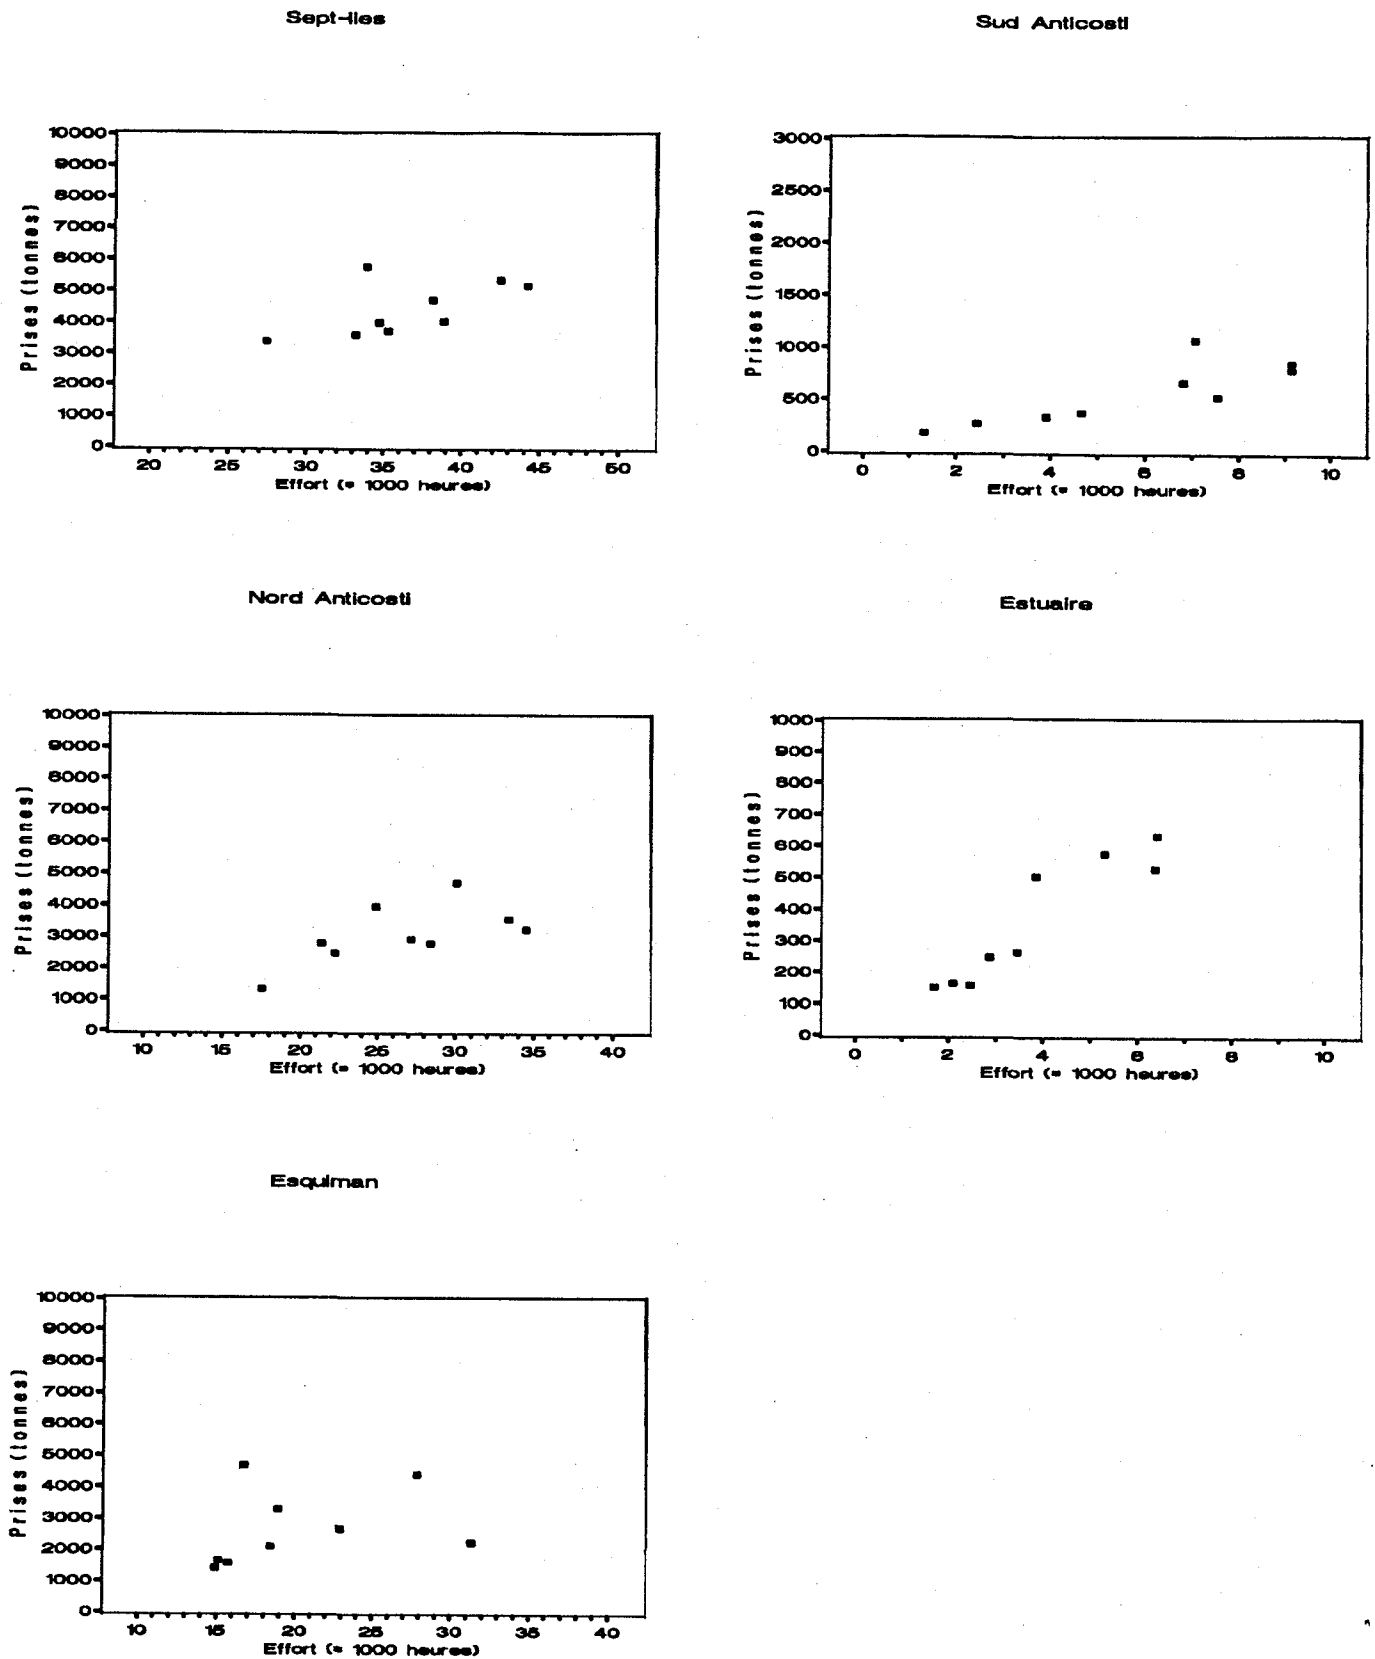 Sept-Iles
10000
9000
8000
7000
6000
5000
4000
3000
2000
1000
0
Prises (tonnes)
20 25 30 35 40 45 50
Effort (* 1000 heures)
Sud Anticosti
3000
2500
2000
1500
1000
500
0
Prises (tonnes)
0 2 4 6 8 10
Effort (* 1000 heures)
Nord Anticosti
10000
9000
8000
7000
6000
5000
4000
3000
2000
1000
0
Prises (tonnes)
10 15 20 25 30 35 40
Effort (* 1000 heures)
Estuaire
1000
900
800
700
600
500
400
300
200
100
0
Prises (tonnes)
0 2 4 6 8 10
Effort (* 1000 heures)
Esquiman
10000
9000
8000
7000
6000
5000
4000
3000
2000
1000
0
Prises (tonnes)
10 15 20 25 30 35 40
Effort (* 1000 heures)